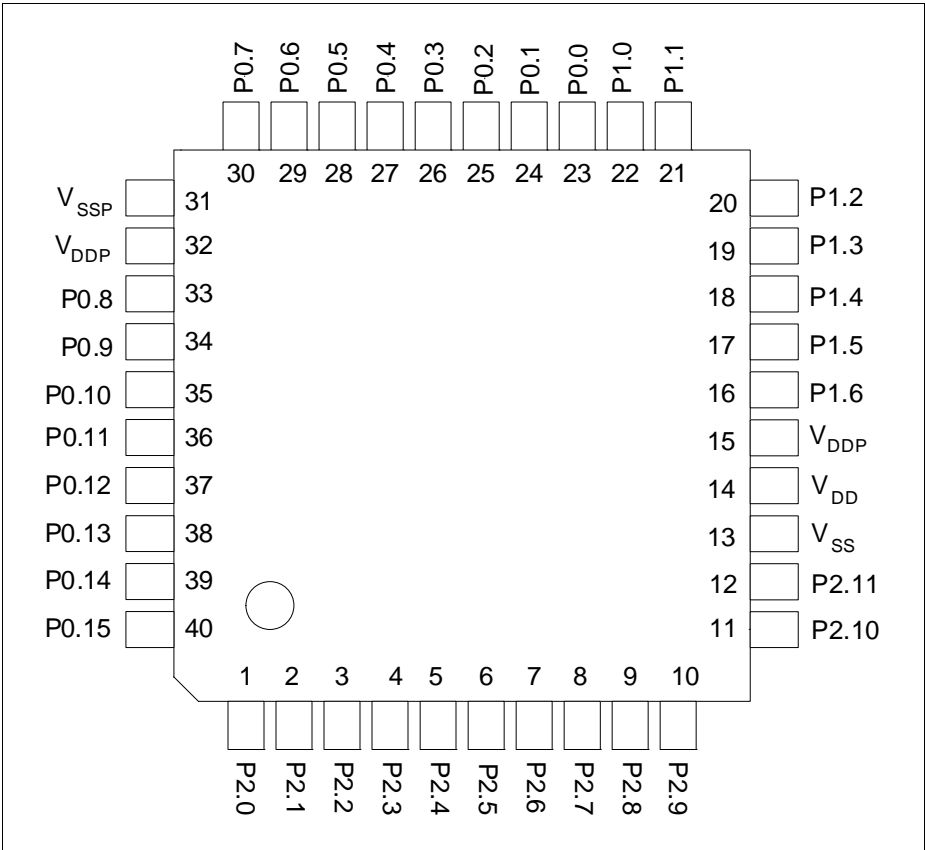 P0.7 P0.6 P0.5 P0.4 P0.3 P0.2 P0.1 P0.0 P1.0 P1.1
30 29 28 27 26 25 24 23 22 21
VSSP 31 20 P1.2
VDDP 32 19 P1.3
P0.8 33 18 P1.4
P0.9 34 17 P1.5
P0.10 35 16 P1.6
P0.11 36 15 VDDP
P0.12 37 14 VDD
P0.13 38 13 VSS
P0.14 39 12 P2.11
P0.15 40 11 P2.10
1 2 3 4 5 6 7 8 9 10
P2.0 P2.1 P2.2 P2.3 P2.4 P2.5 P2.6 P2.7 P2.8 P2.9